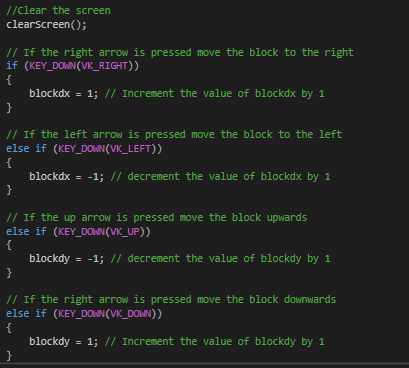 //Clear the screen
clearScreen();
// If the right arrow is pressed move the block to the right
if (KEY_DOWN(VK_RIGHT))
{
blockdx = 1; // Increment the value of blockdx by 1
}
// If the left arrow is pressed move the block to the left
else if (KEY_DOWN(VK_LEFT))
{
blockdx = -1; // decrement the value of blockdx by 1
}
// If the up arrow is pressed move the block upwards
else if (KEY_DOWN(VK_UP))
{
blockdy = -1; // decrement the value of blockdy by 1
}
// If the right arrow is pressed move the block downwards
else if (KEY_DOWN(VK_DOWN))
{
blockdy = 1; // Increment the value of blockdy by 1
}